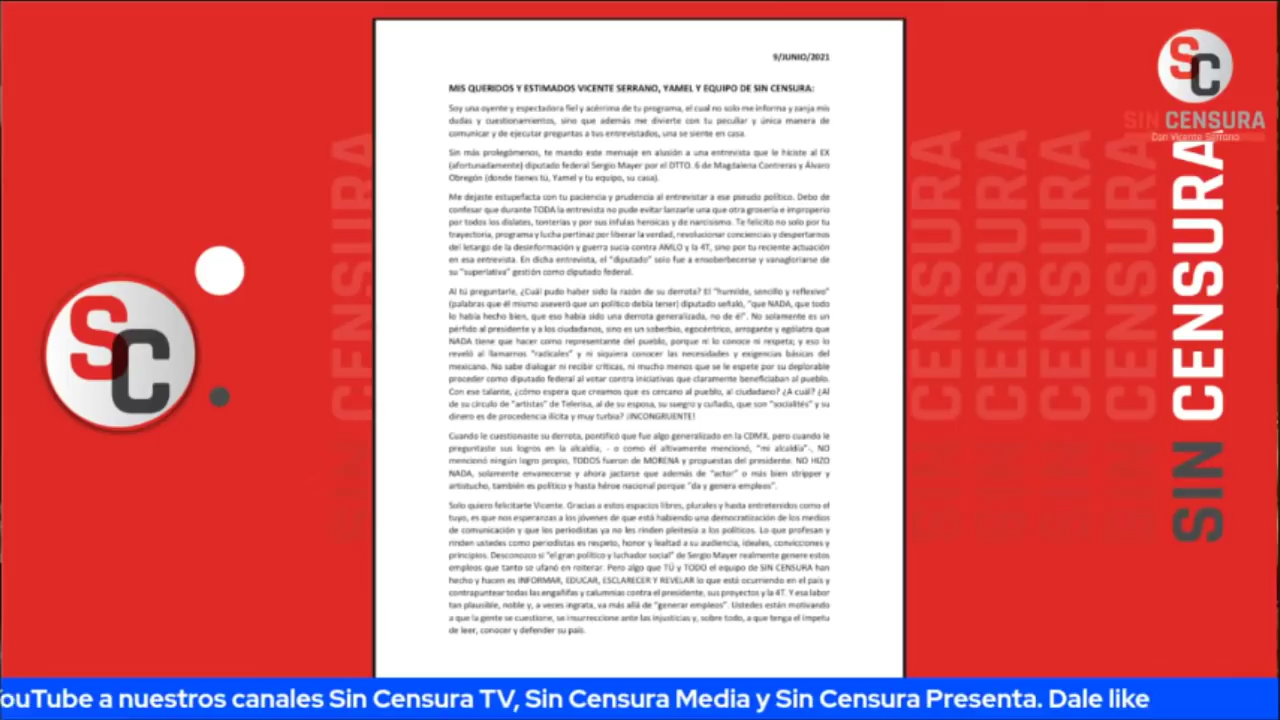 9/JUNIO/2021
MIS QUERIDOS Y ESTIMADOS VICENTE SERRANO, YAMEL Y EQUIPO DE SIN CENSURA:
Soy una oyente y espectadora fiel y acérrima de tu programa, el cual no solo me informa y zanja mis
dudas y cuestionamientos, sino que además me divierte con tu peculiar y única manera de
comunicar y de ejecutar preguntas a tus entrevistados, una se siente en casa.
Sin más prolegómenos, te mando este mensaje en alusión a una entrevista que le hiciste al EX
(afortunadamente) diputado federal Sergio Mayer por el DTTO. 6 de Magdalena Contreras y Álvaro
Obregón (donde tienes tú, Yamel y tu equipo, su casa).
Me dejaste estupefacta con tu paciencia y prudencia al entrevistar a ese pseudo político. Debo de
confesar que durante TODA la entrevista no pude evitar lanzarle una que otra grosería e improperio
por todos los dislates, tonterías y por sus ínfulas heroicas y de narcisismo. Te felicito no solo por tu
trayectoria, programa y lucha pertinaz por liberar la verdad, revolucionar conciencias y despertarnos
del letargo de la desinformación y guerra sucia contra AMLO y la 4T, sino por tu reciente actuación
en esa entrevista. En dicha entrevista, el "diputado" solo fue a ensoberbecerse y vanagloriarse de
su "superlativa" gestión como diputado federal.
Al tú preguntarle, ¿Cuál pudo haber sido la razón de su derrota? El "humilde, sencillo y reflexivo"
(palabras que él mismo aseveró que un político debía tener) diputado señaló, "que NADA, que todo
lo había hecho bien, que eso había sido una derrota generalizada, no de él". No solamente es un
pérfido al presidente y a los ciudadanos, sino es un soberbio, egocéntrico, arrogante y ególatra que
NADA tiene que hacer como representante del pueblo, porque ni lo conoce ni respeta; y eso lo
reveló al llamarnos "radicales" y ni siquiera conocer las necesidades y exigencias básicas del
mexicano. No sabe dialogar ni recibir críticas, ni mucho menos que se le espete por su deplorable
proceder como diputado federal al votar contra iniciativas que claramente beneficiaban al pueblo.
Con ese talante, ¿cómo espera que creamos que es cercano al pueblo, al ciudadano? ¿A cuál? ¿Al
de su círculo de "artistas" de Telerisa, al de su esposa, su suegro y cuñado, que son "socialités" y su
dinero es de procedencia ilícita y muy turbia? ¡INCONGRUENTE!
Cuando le cuestionaste su derrota, pontificó que fue algo generalizado en la CDMX, pero cuando le
preguntaste sus logros en la alcaldía, - o como él altivamente mencionó, "mi alcaldía"-, NO
mencionó ningún logro propio, TODOS fueron de MORENA y propuestas del presidente. NO HIZO
NADA, solamente envanecerse y ahora jactarse que además de "actor" o más bien stripper y
artistucho, también es político y hasta héroe nacional porque "da y genera empleos".
Solo quiero felicitarte Vicente. Gracias a estos espacios libres, plurales y hasta entretenidos como el
tuyo, es que nos esperanzas a los jóvenes de que está habiendo una democratización de los medios
de comunicación y que los periodistas ya no les rinden pleitesía a los políticos. Lo que profesan y
rinden ustedes como periodistas es respeto, honor y lealtad a su audiencia, ideales, convicciones y
principios. Desconozco si "el gran político y luchador social" de Sergio Mayer realmente genere estos
empleos que tanto se ufanó en reiterar. Pero algo que TÚ y TODO el equipo de SIN CENSURA han
hecho y hacen es INFORMAR, EDUCAR, ESCLARECER Y REVELAR lo que está ocurriendo en el país y
contrapuntear todas las engañifas y calumnias contra el presidente, sus proyectos y la 4T. Y esa labor
tan plausible, noble y, a veces ingrata, va más allá de "generar empleos". Ustedes están motivando
a que la gente se cuestione, se insurreccione ante las injusticias y, sobre todo, a que tenga el ímpetu
de leer, conocer y defender su país.
SC
SC
SIN CENSURA
Con Vicente Serrano
SIN CENSURA
CENSURA
CENSURA
CENSURA
CENSURA
CENSURA
ouTube a nuestros canales Sin Censura TV, Sin Censura Media y Sin Censura Presenta. Dale like